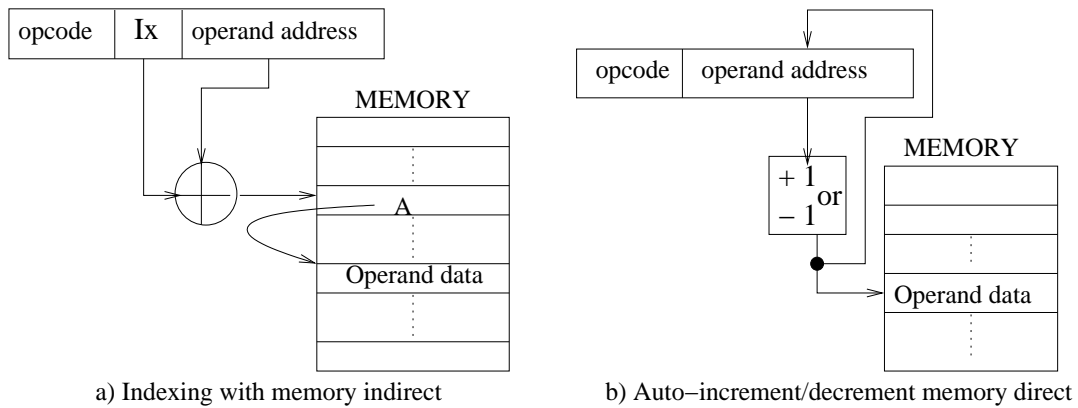 opcode Ix operand address
MEMORY
A
Operand data
a) Indexing with memory indirect
opcode operand address
+ 1
or
− 1
MEMORY
Operand data
b) Auto−increment/decrement memory direct